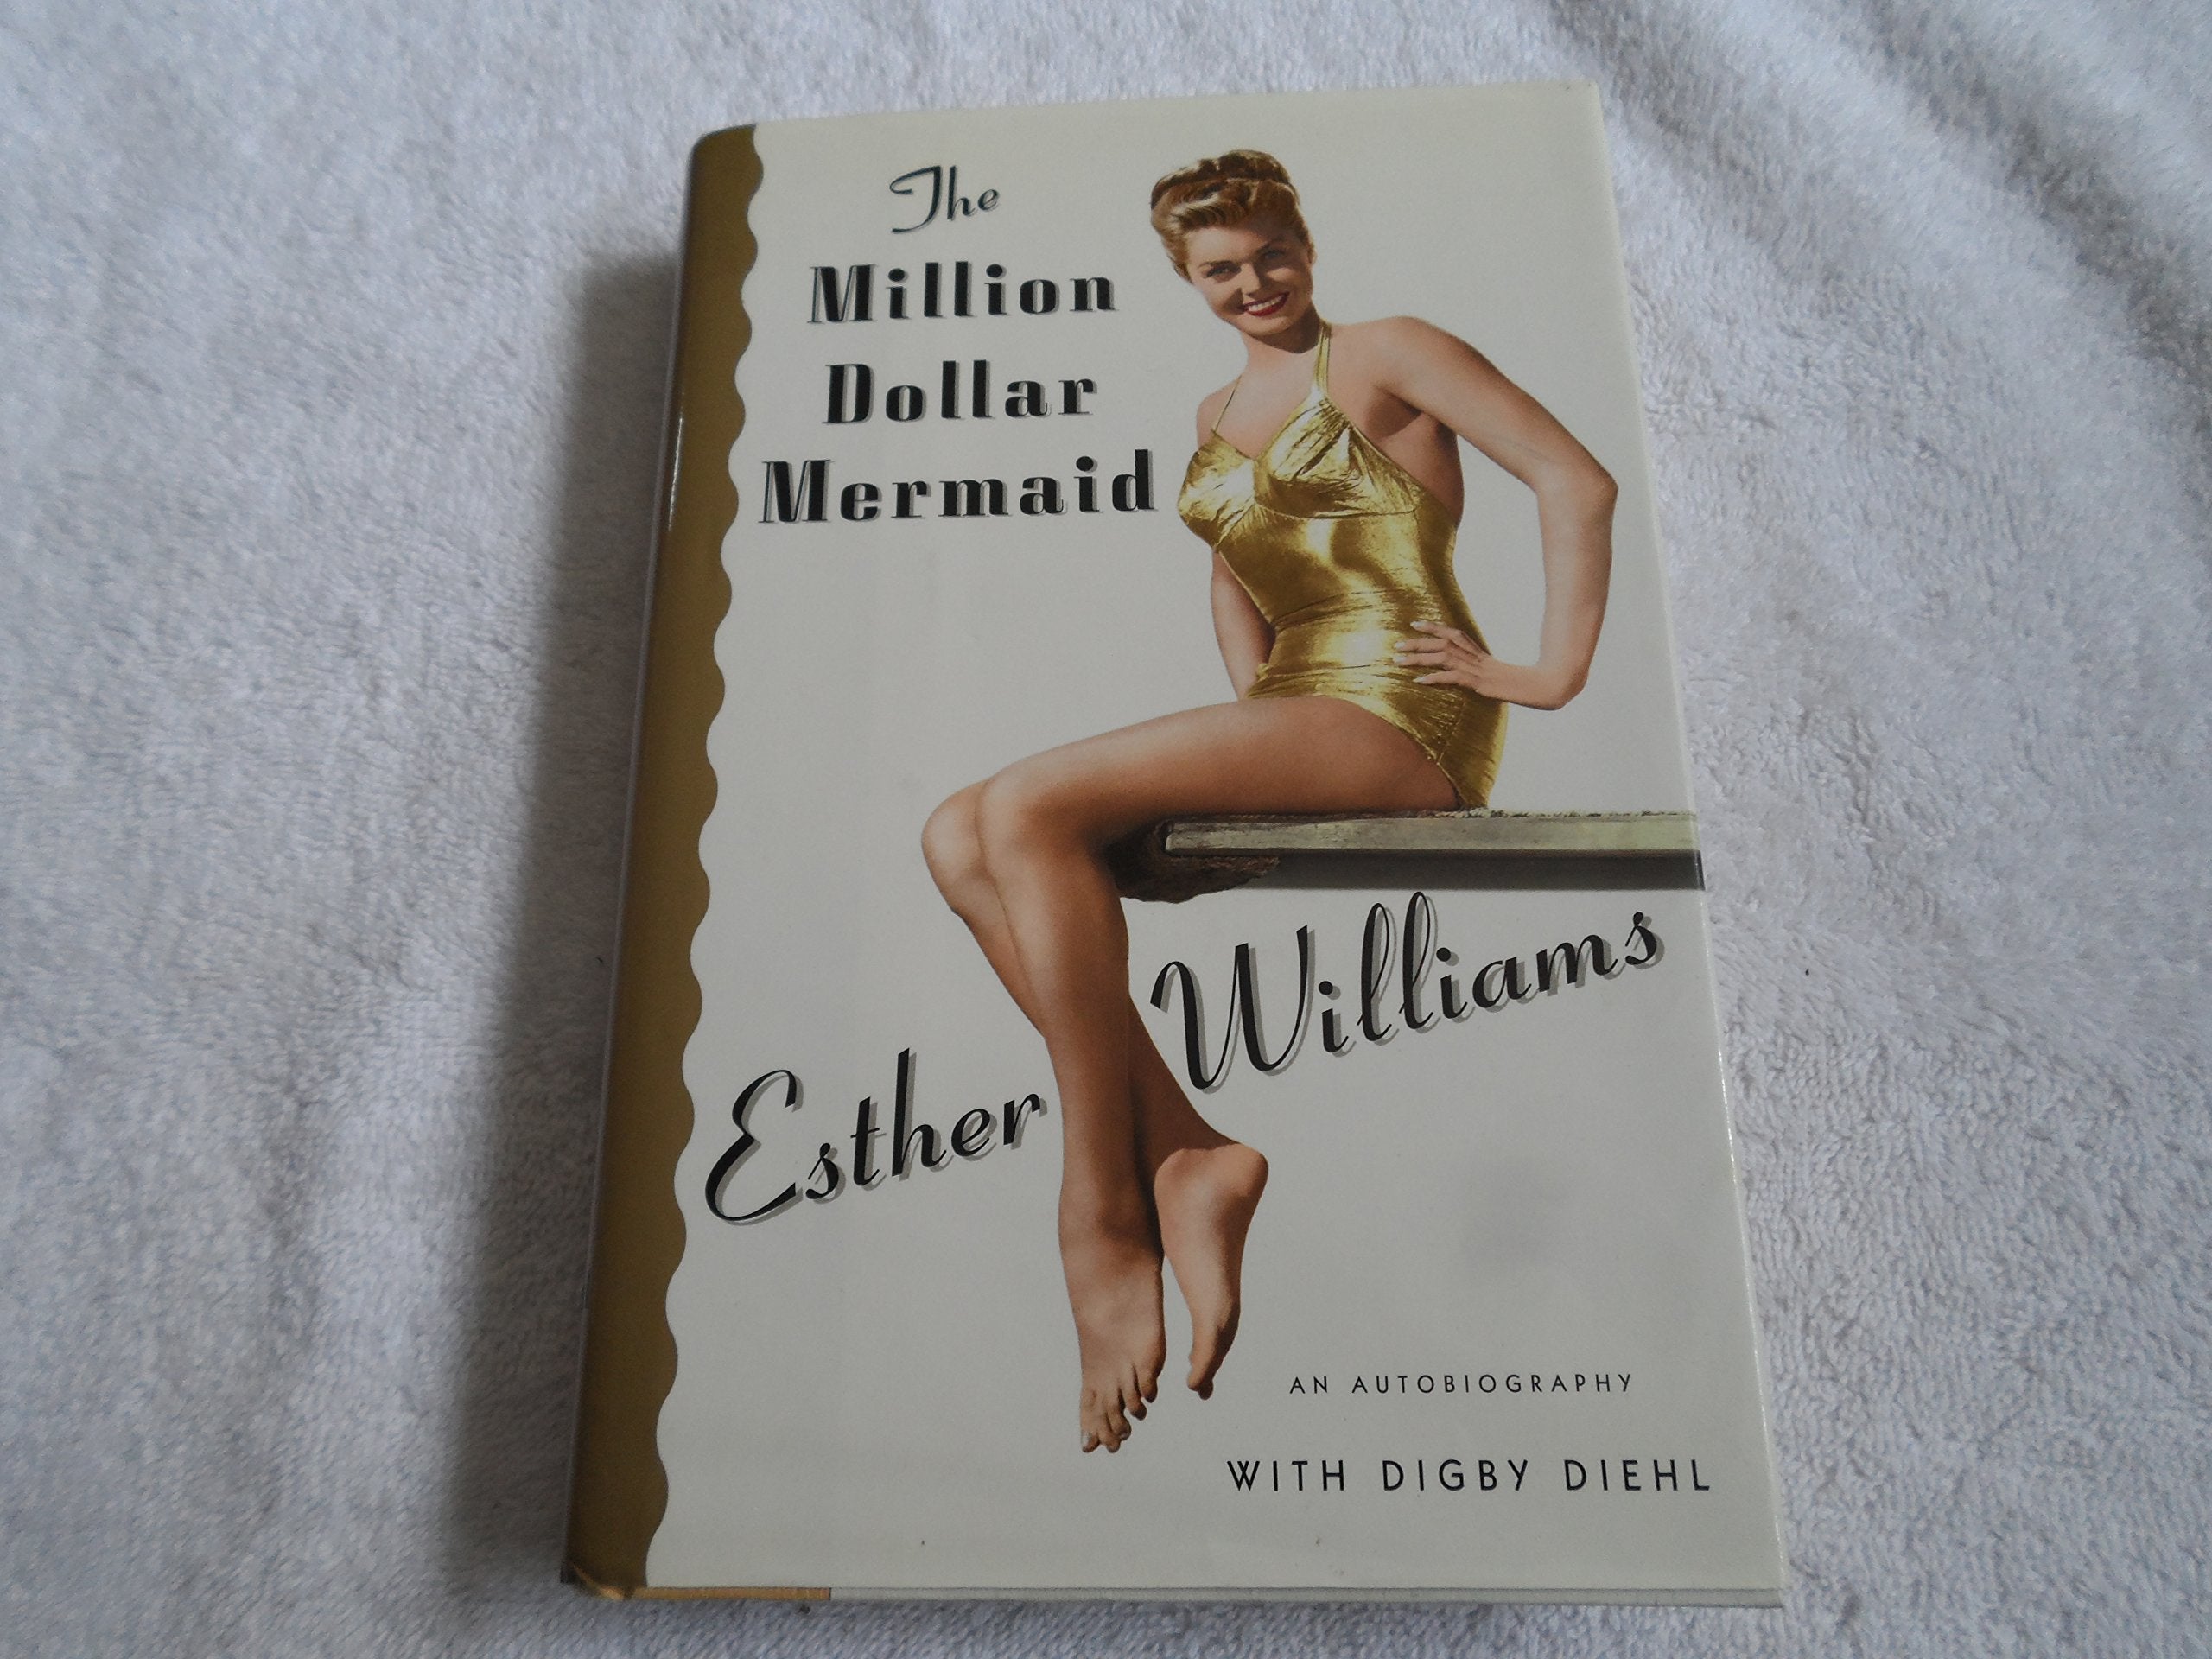 The
Million
Dollar
Mermaid
Esther Williams
AN AUTOBIOGRAPHY
WITH DIGBY DIEHL